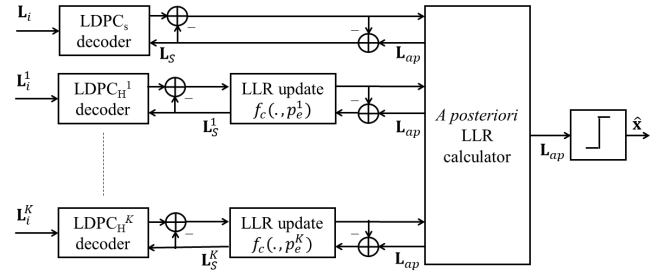 L_i
LDPC_s decoder
−
−
L_S
L_ap
L_i^1
LDPC_H^1 decoder
−
LLR update f_c(., p_e^1)
−
L_S^1
L_ap
A posteriori LLR calculator
L_ap
x̂
L_i^K
LDPC_H^K decoder
−
LLR update f_c(., p_e^K)
−
L_S^K
L_ap